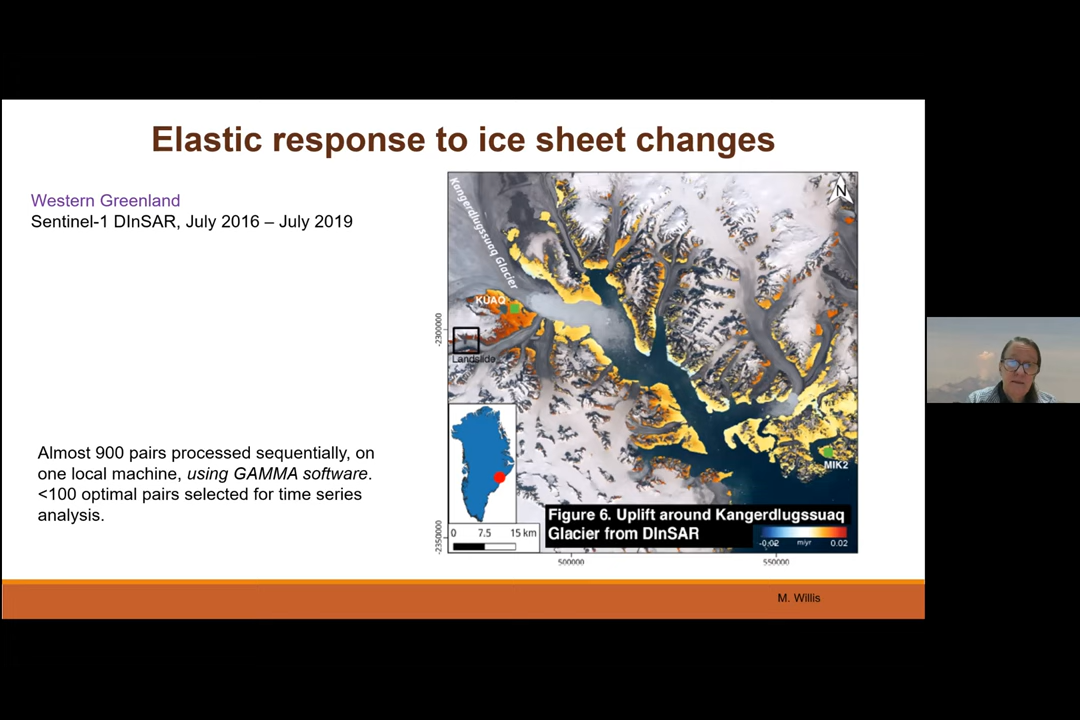 Elastic response to ice sheet changes
Western Greenland
Sentinel-1 DInSAR, July 2016 – July 2019
Almost 900 pairs processed sequentially, on
one local machine, using GAMMA software.
<100 optimal pairs selected for time series
analysis.
N
Kangerdlugssuaq Glacier
KUAQ
-2300000
Landslide
MIK2
0 7.5 15 km
Figure 6. Uplift around Kangerdlugssuaq
Glacier from DInSAR
-0.02 m/yr 0.02
-2350000
500000 550000
M. Willis